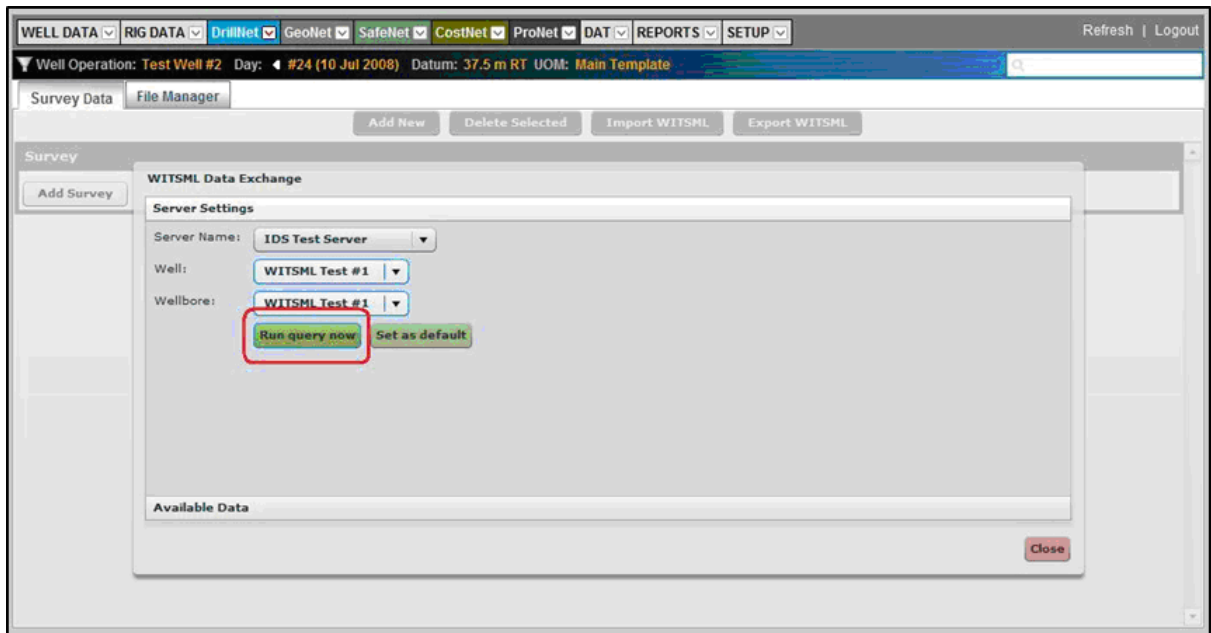 WELL DATA RIG DATA DrillNet GeoNet SafeNet CostNet ProNet DAT REPORTS SETUP Refresh | Logout
Well Operation: Test Well #2 Day: #24 (10 Jul 2008) Datum: 37.5 m RT UOM: Main Template
Survey Data File Manager
Add New Delete Selected Import WITSML Export WITSML
Survey
Add Survey
WITSML Data Exchange
Server Settings
Server Name: IDS Test Server
Well: WITSML Test #1
Wellbore: WITSML Test #1
Run query now Set as default
Available Data
Close